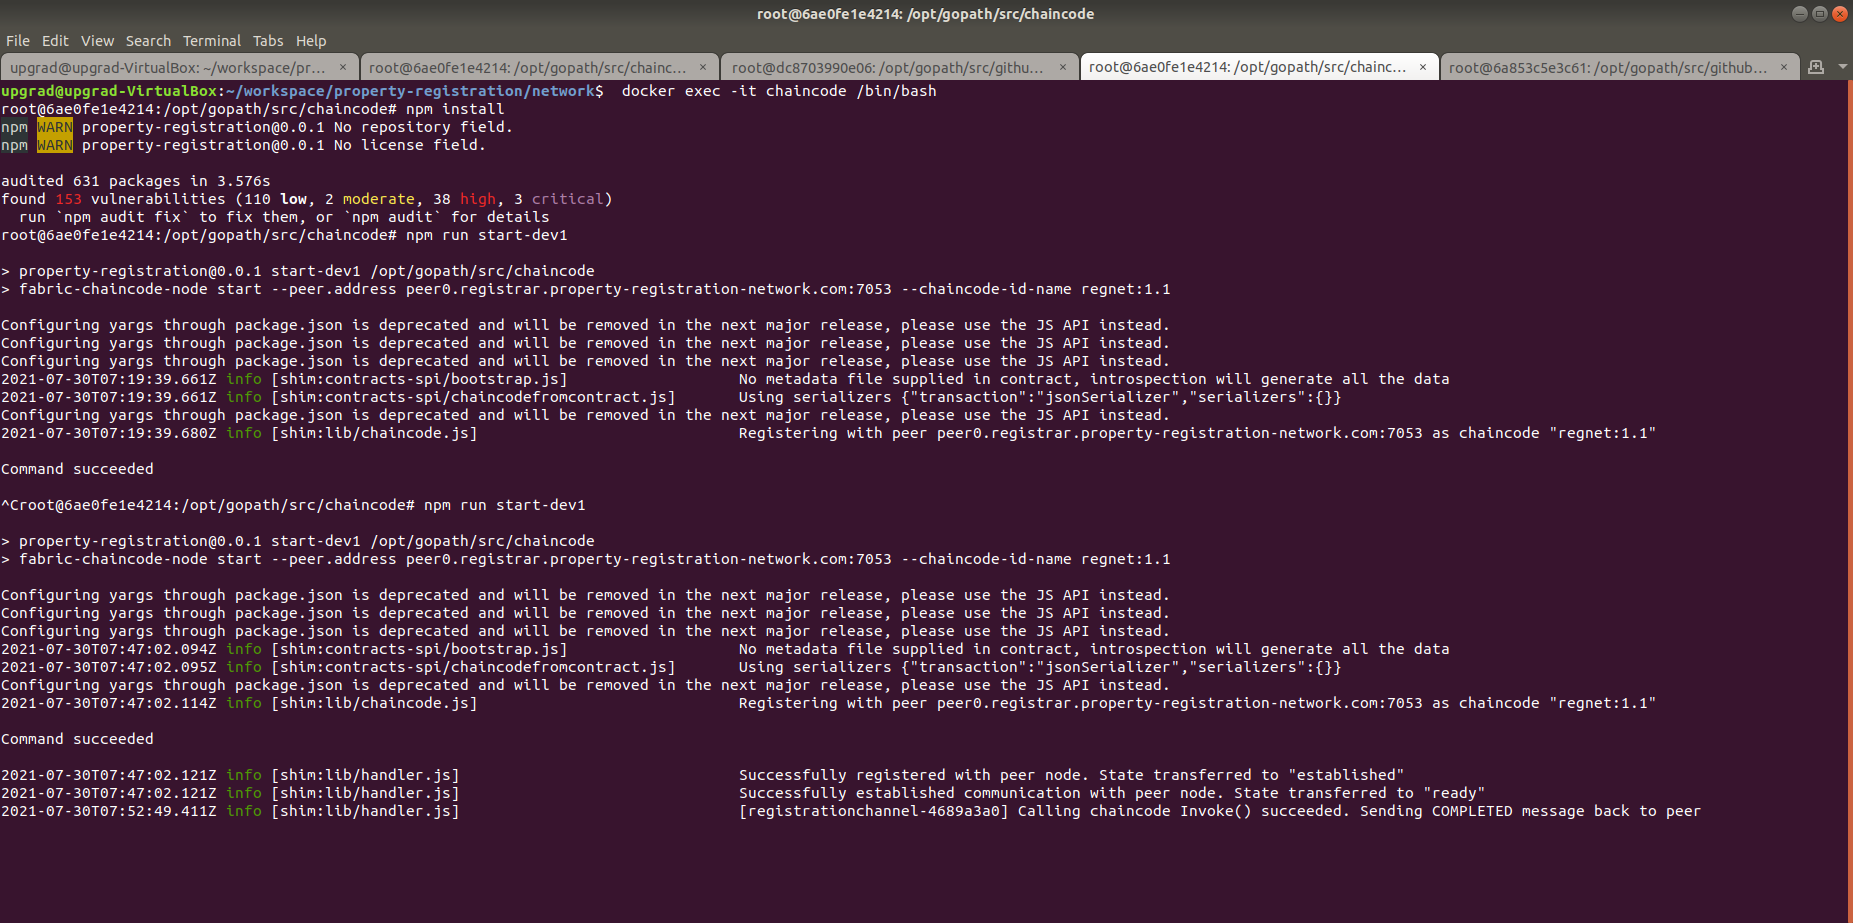 root@6ae0fe1e4214: /opt/gopath/src/chaincode
File Edit View Search Terminal Tabs Help
upgrad@upgrad-VirtualBox: ~/workspace/pr... × root@6ae0fe1e4214: /opt/gopath/src/chainc... × root@dc8703990e06: /opt/gopath/src/githu... × root@6ae0fe1e4214: /opt/gopath/src/chainc... × root@6a853c5e3c61: /opt/gopath/src/github... ×
upgrad@upgrad-VirtualBox:~/workspace/property-registration/network$  docker exec -it chaincode /bin/bash
root@6ae0fe1e4214:/opt/gopath/src/chaincode# npm install
npm WARN property-registration@0.0.1 No repository field.
npm WARN property-registration@0.0.1 No license field.
audited 631 packages in 3.576s
found 153 vulnerabilities (110 low, 2 moderate, 38 high, 3 critical)
  run `npm audit fix` to fix them, or `npm audit` for details
root@6ae0fe1e4214:/opt/gopath/src/chaincode# npm run start-dev1
> property-registration@0.0.1 start-dev1 /opt/gopath/src/chaincode
> fabric-chaincode-node start --peer.address peer0.registrar.property-registration-network.com:7053 --chaincode-id-name regnet:1.1
Configuring yargs through package.json is deprecated and will be removed in the next major release, please use the JS API instead.
Configuring yargs through package.json is deprecated and will be removed in the next major release, please use the JS API instead.
Configuring yargs through package.json is deprecated and will be removed in the next major release, please use the JS API instead.
2021-07-30T07:19:39.661Z info [shim:contracts-spi/bootstrap.js] No metadata file supplied in contract, introspection will generate all the data
2021-07-30T07:19:39.661Z info [shim:contracts-spi/chaincodefromcontract.js] Using serializers {"transaction":"jsonSerializer","serializers":{}}
Configuring yargs through package.json is deprecated and will be removed in the next major release, please use the JS API instead.
2021-07-30T07:19:39.680Z info [shim:lib/chaincode.js] Registering with peer peer0.registrar.property-registration-network.com:7053 as chaincode "regnet:1.1"
Command succeeded
^Croot@6ae0fe1e4214:/opt/gopath/src/chaincode# npm run start-dev1
> property-registration@0.0.1 start-dev1 /opt/gopath/src/chaincode
> fabric-chaincode-node start --peer.address peer0.registrar.property-registration-network.com:7053 --chaincode-id-name regnet:1.1
Configuring yargs through package.json is deprecated and will be removed in the next major release, please use the JS API instead.
Configuring yargs through package.json is deprecated and will be removed in the next major release, please use the JS API instead.
Configuring yargs through package.json is deprecated and will be removed in the next major release, please use the JS API instead.
2021-07-30T07:47:02.094Z info [shim:contracts-spi/bootstrap.js] No metadata file supplied in contract, introspection will generate all the data
2021-07-30T07:47:02.095Z info [shim:contracts-spi/chaincodefromcontract.js] Using serializers {"transaction":"jsonSerializer","serializers":{}}
Configuring yargs through package.json is deprecated and will be removed in the next major release, please use the JS API instead.
2021-07-30T07:47:02.114Z info [shim:lib/chaincode.js] Registering with peer peer0.registrar.property-registration-network.com:7053 as chaincode "regnet:1.1"
Command succeeded
2021-07-30T07:47:02.121Z info [shim:lib/handler.js] Successfully registered with peer node. State transferred to "established"
2021-07-30T07:47:02.121Z info [shim:lib/handler.js] Successfully established communication with peer node. State transferred to "ready"
2021-07-30T07:52:49.411Z info [shim:lib/handler.js] [registrationchannel-4689a3a0] Calling chaincode Invoke() succeeded. Sending COMPLETED message back to peer